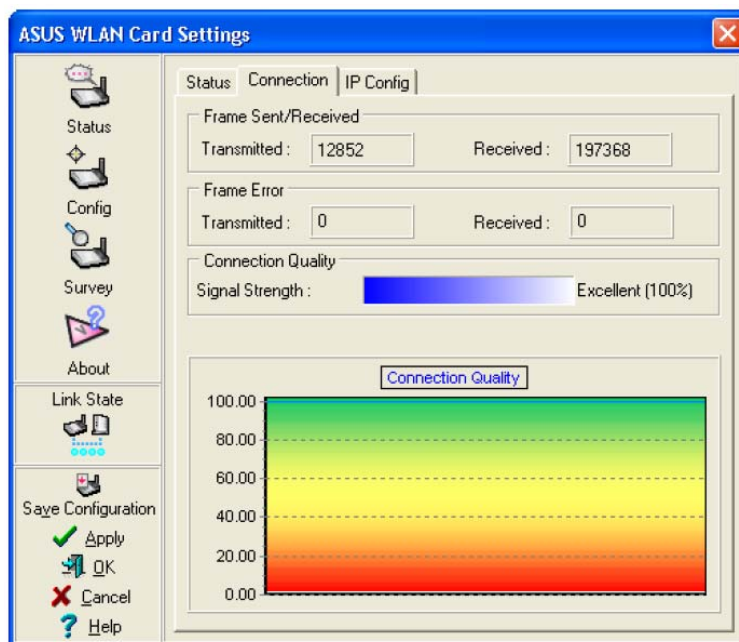 ASUS WLAN Card Settings
Status
Config
Survey
About
Link State
Save Configuration
Apply
OK
Cancel
Help
Status Connection IP Config
Frame Sent/Received
Transmitted : 12852 Received : 197368
Frame Error
Transmitted : 0 Received : 0
Connection Quality
Signal Strength : Excellent (100%)
Connection Quality
100.00
80.00
60.00
40.00
20.00
0.00